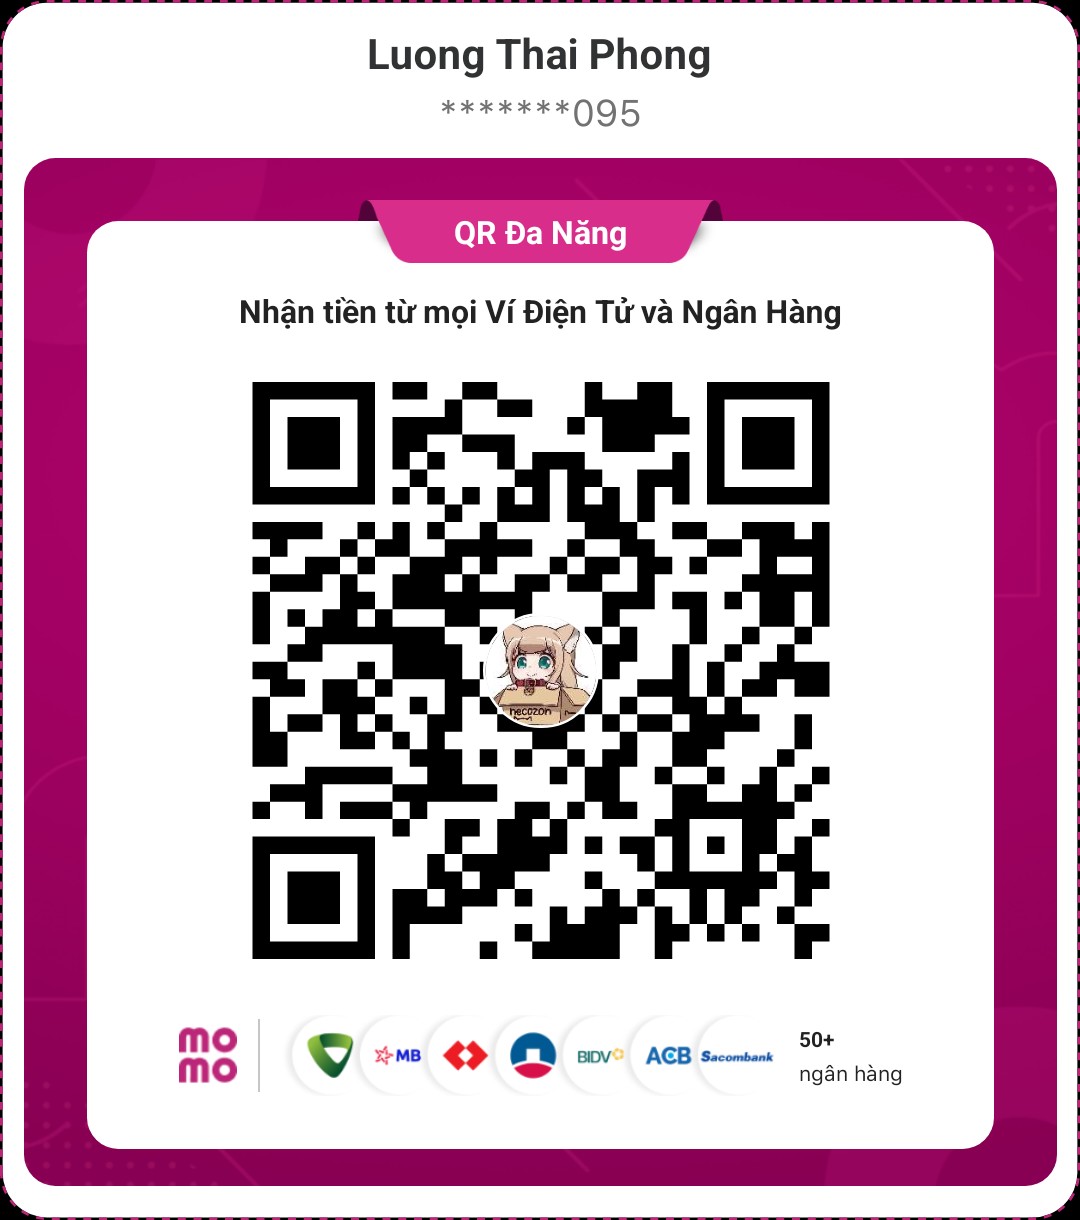 Luong Thai Phong
*******095
QR Đa Năng
Nhận tiền từ mọi Ví Điện Tử và Ngân Hàng
necozon
mo
mo
MB
BIDV
ACB
Sacombank
50+
ngân hàng